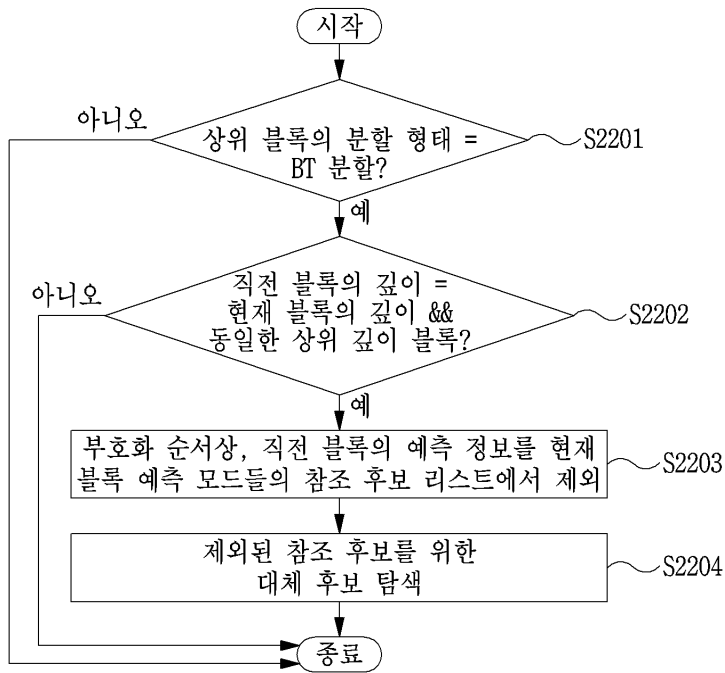 시작
아니오
상위 블록의 분할 형태 =
BT 분할?
S2201
예
아니오
직전 블록의 깊이 =
현재 블록의 깊이 &&
동일한 상위 깊이 블록?
S2202
예
부호화 순서상, 직전 블록의 예측 정보를 현재
블록 예측 모드들의 참조 후보 리스트에서 제외
S2203
제외된 참조 후보를 위한
대체 후보 탐색
S2204
종료